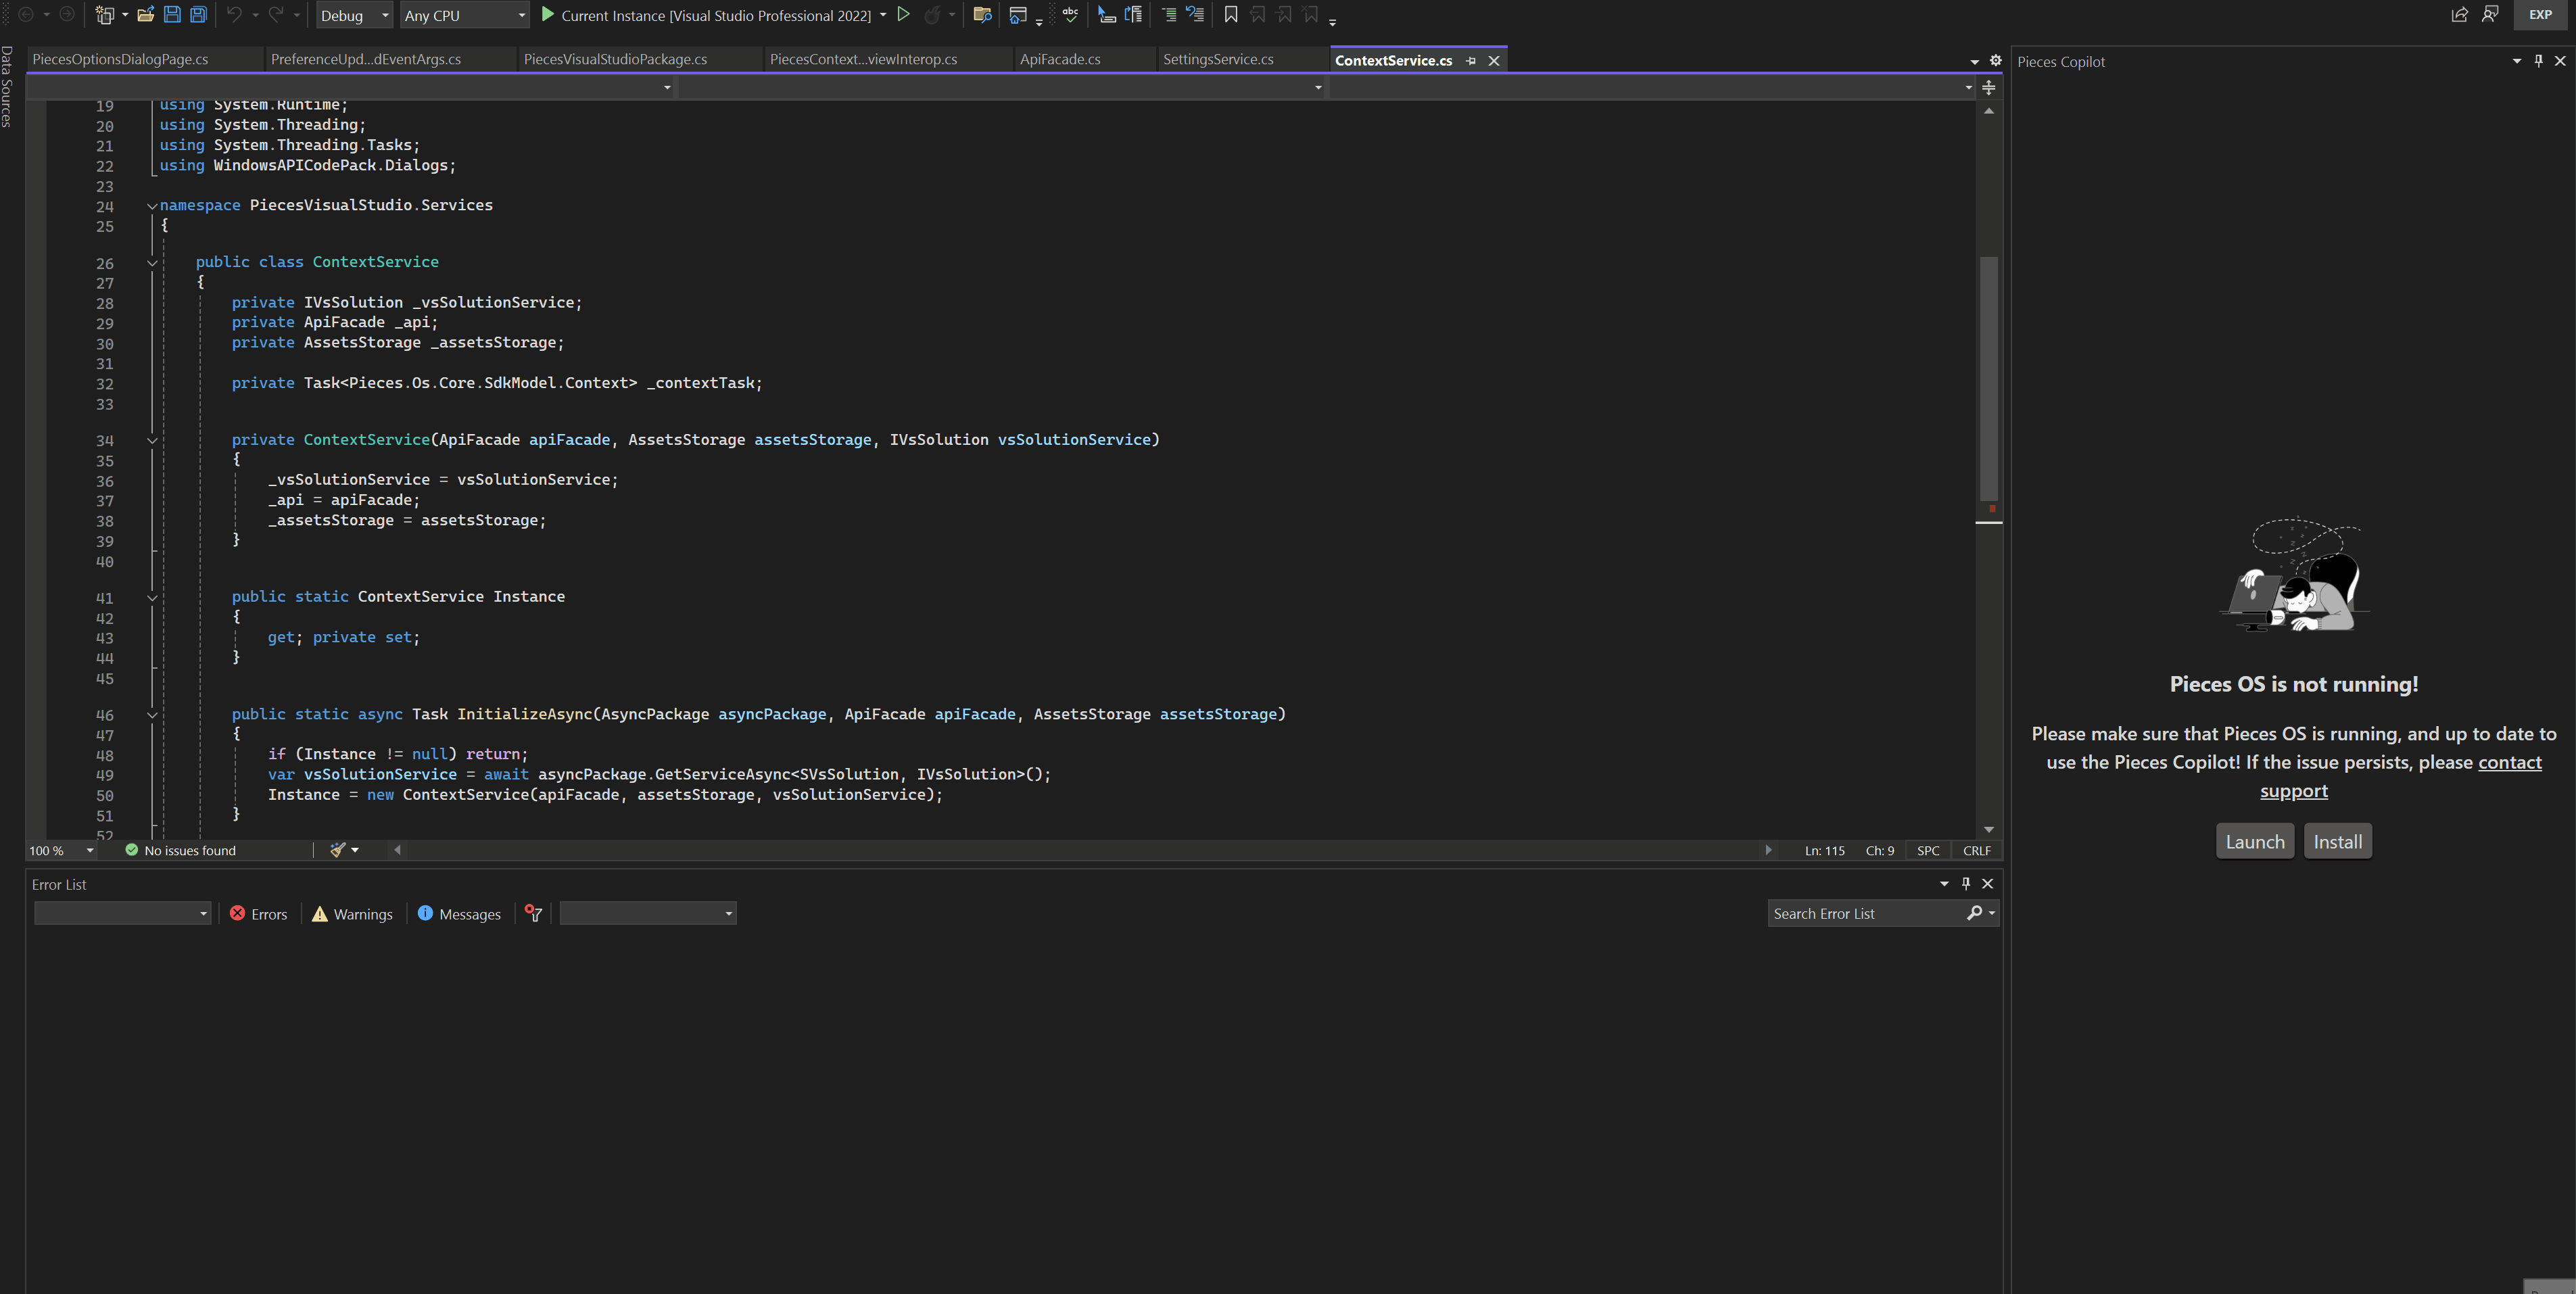 Debug Any CPU Current Instance [Visual Studio Professional 2022] abc EXP
Data Sources
PiecesOptionsDialogPage.cs PreferenceUpd...dEventArgs.cs PiecesVisualStudioPackage.cs PiecesContext...viewInterop.cs ApiFacade.cs SettingsService.cs ContextService.cs
19 using System.Runtime;
20 using System.Threading;
21 using System.Threading.Tasks;
22 using WindowsAPICodePack.Dialogs;
23
24 namespace PiecesVisualStudio.Services
25 {
26 public class ContextService
27 {
28 private IVsSolution _vsSolutionService;
29 private ApiFacade _api;
30 private AssetsStorage _assetsStorage;
31
32 private Task<Pieces.Os.Core.SdkModel.Context> _contextTask;
33
34 private ContextService(ApiFacade apiFacade, AssetsStorage assetsStorage, IVsSolution vsSolutionService)
35 {
36 _vsSolutionService = vsSolutionService;
37 _api = apiFacade;
38 _assetsStorage = assetsStorage;
39 }
40
41 public static ContextService Instance
42 {
43 get; private set;
44 }
45
46 public static async Task InitializeAsync(AsyncPackage asyncPackage, ApiFacade apiFacade, AssetsStorage assetsStorage)
47 {
48 if (Instance != null) return;
49 var vsSolutionService = await asyncPackage.GetServiceAsync<SVsSolution, IVsSolution>();
50 Instance = new ContextService(apiFacade, assetsStorage, vsSolutionService);
51 }
52
100 % No issues found Ln: 115 Ch: 9 SPC CRLF
Error List
Errors Warnings Messages Search Error List
Pieces Copilot
Pieces OS is not running!
Please make sure that Pieces OS is running, and up to date to
use the Pieces Copilot! If the issue persists, please contact
support
Launch Install